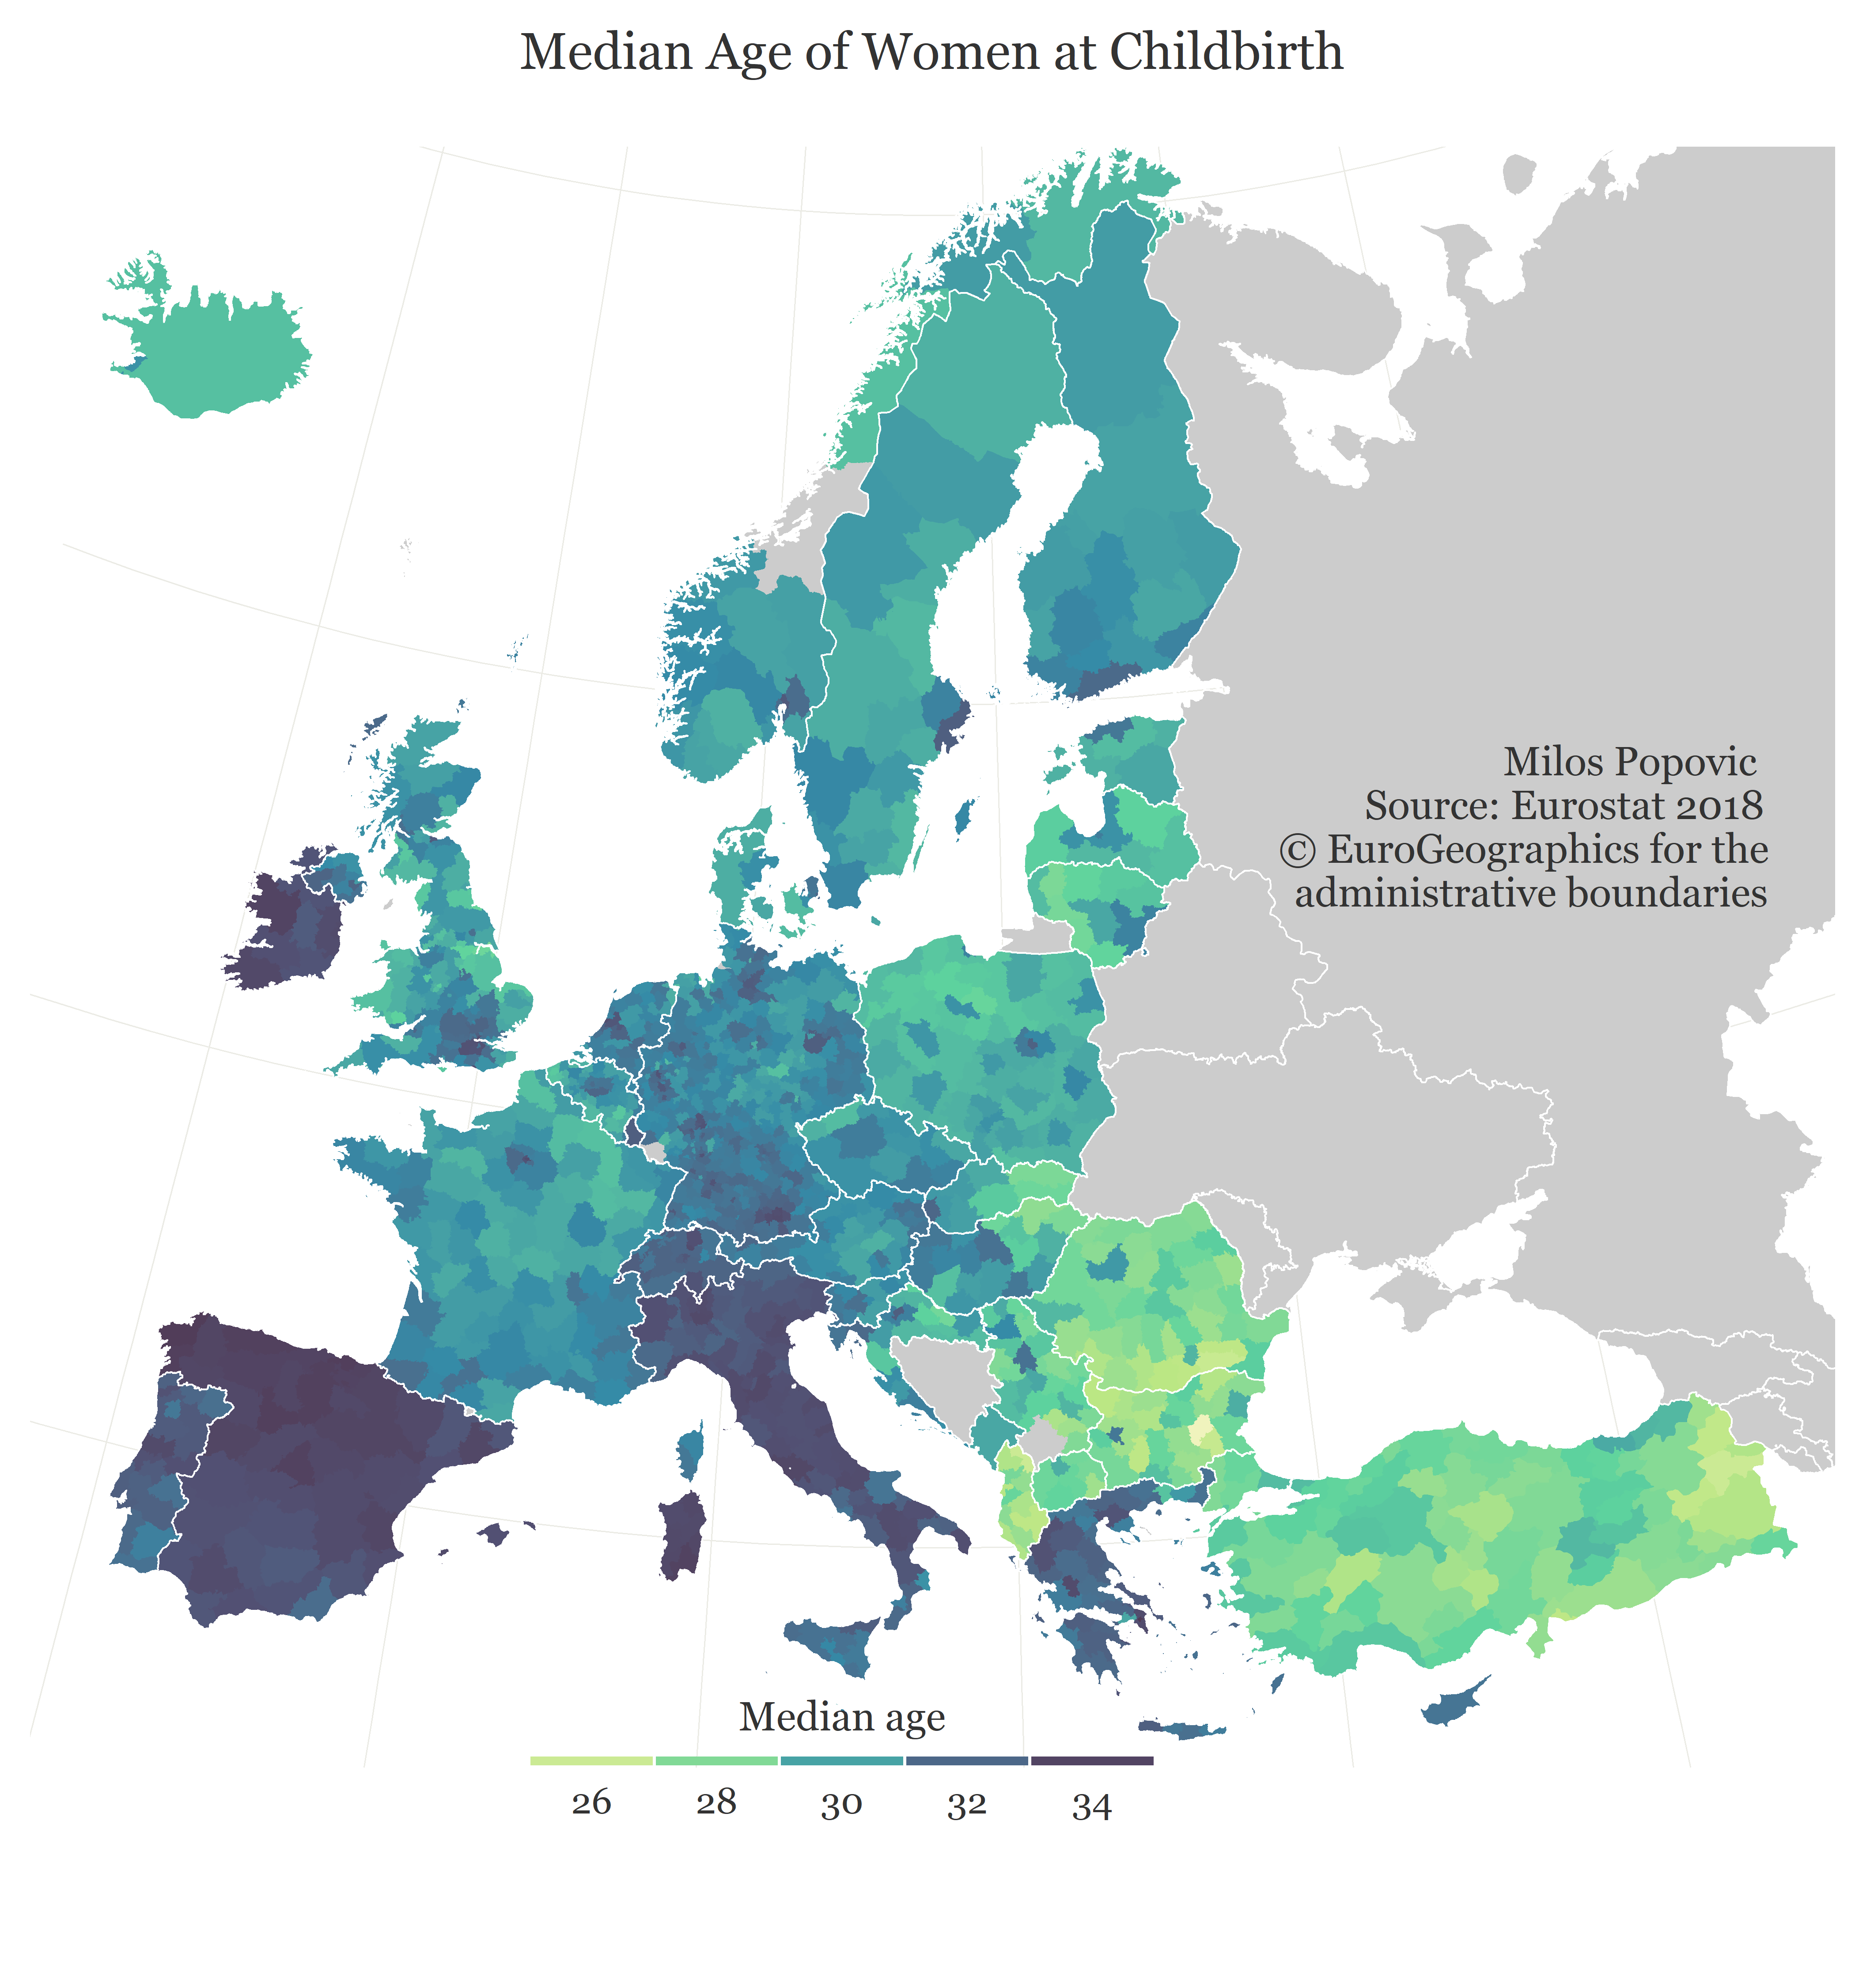 Median Age of Women at Childbirth
Milos Popovic
Source: Eurostat 2018
© EuroGeographics for the
administrative boundaries
Median age
26 28 30 32 34